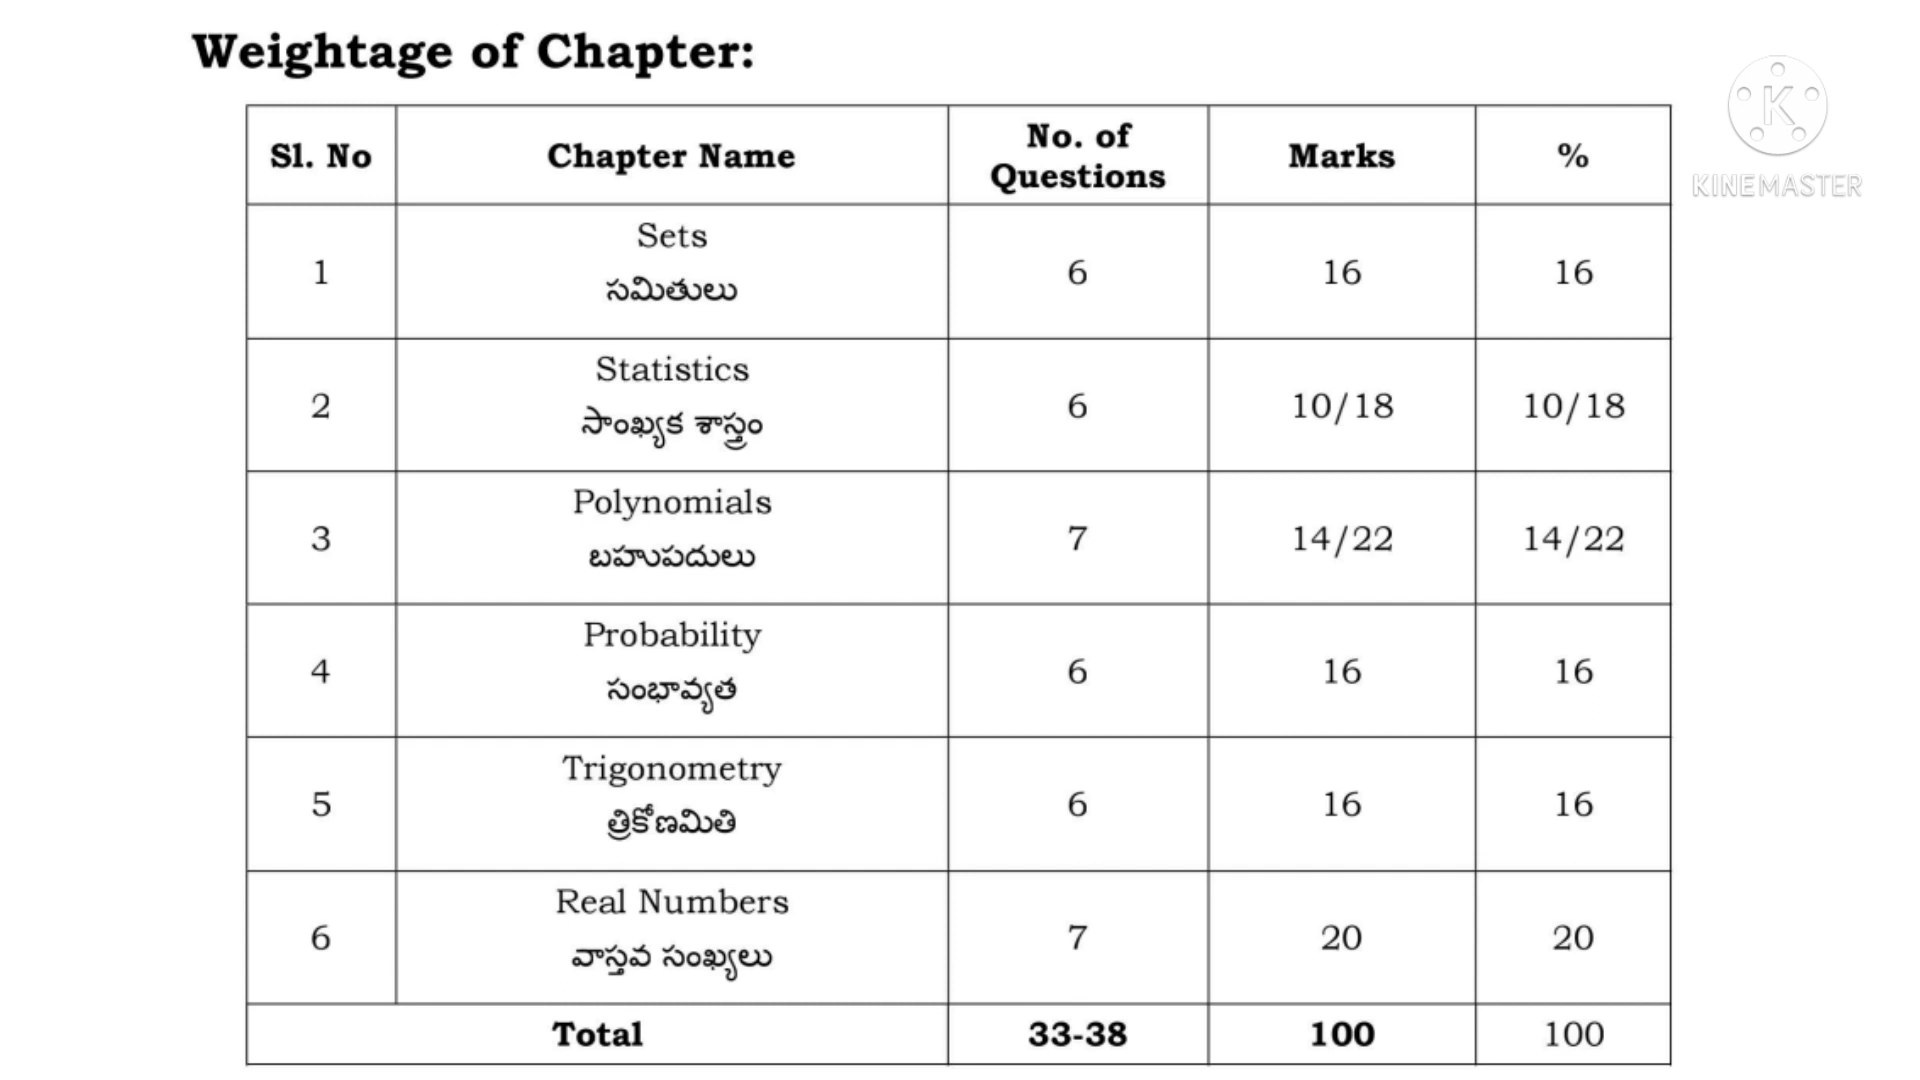 Weightage of Chapter:
Sl. No Chapter Name No. of Questions Marks %
1 Sets సమితులు 6 16 16
2 Statistics సాంఖ్యక శాస్త్రం 6 10/18 10/18
3 Polynomials బహుపదులు 7 14/22 14/22
4 Probability సంభావ్యత 6 16 16
5 Trigonometry త్రికోణమితి 6 16 16
6 Real Numbers వాస్తవ సంఖ్యలు 7 20 20
Total 33-38 100 100
K
KINEMASTER